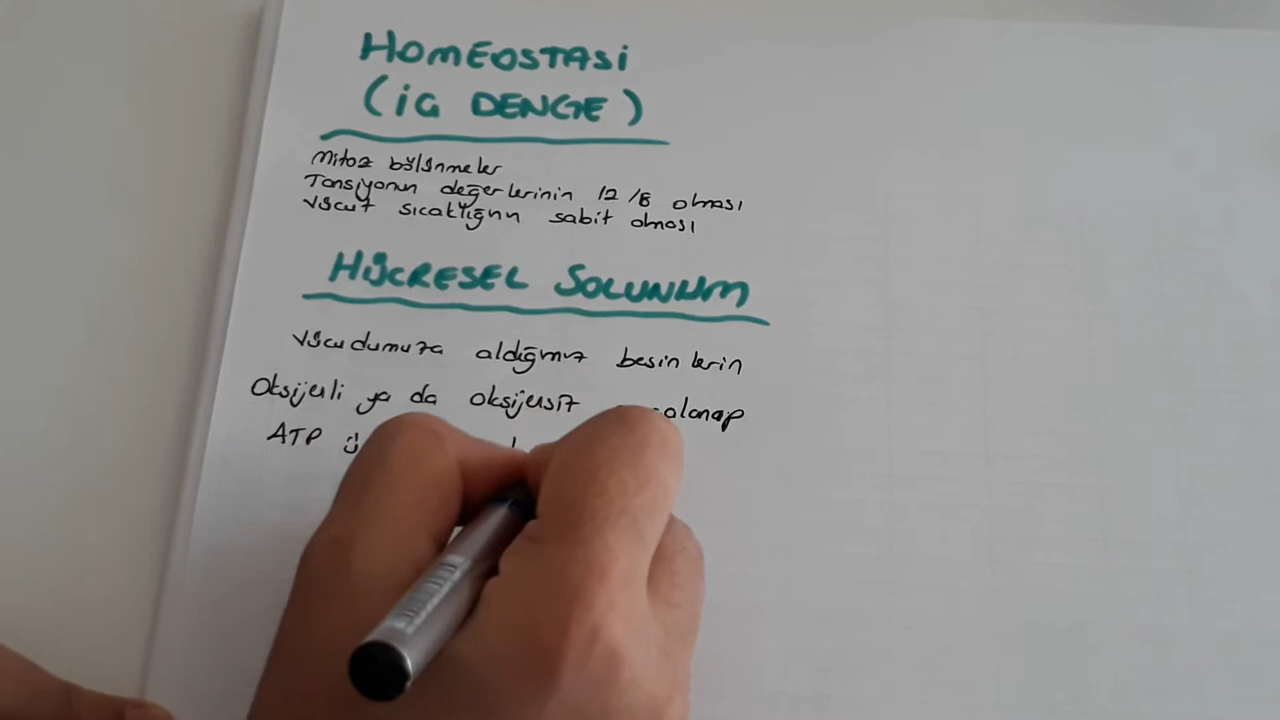 HOMEOSTASİ
(İÇ DENGE)
Mitoz bölünmeler
Tansiyonun değerlerinin 12/8 olması
Vücut sıcaklığının sabit olması
HÜCRESEL SOLUNUM
Vücudumuza aldığımız besinlerin
Oksijenli ya da oksijensiz
ATP